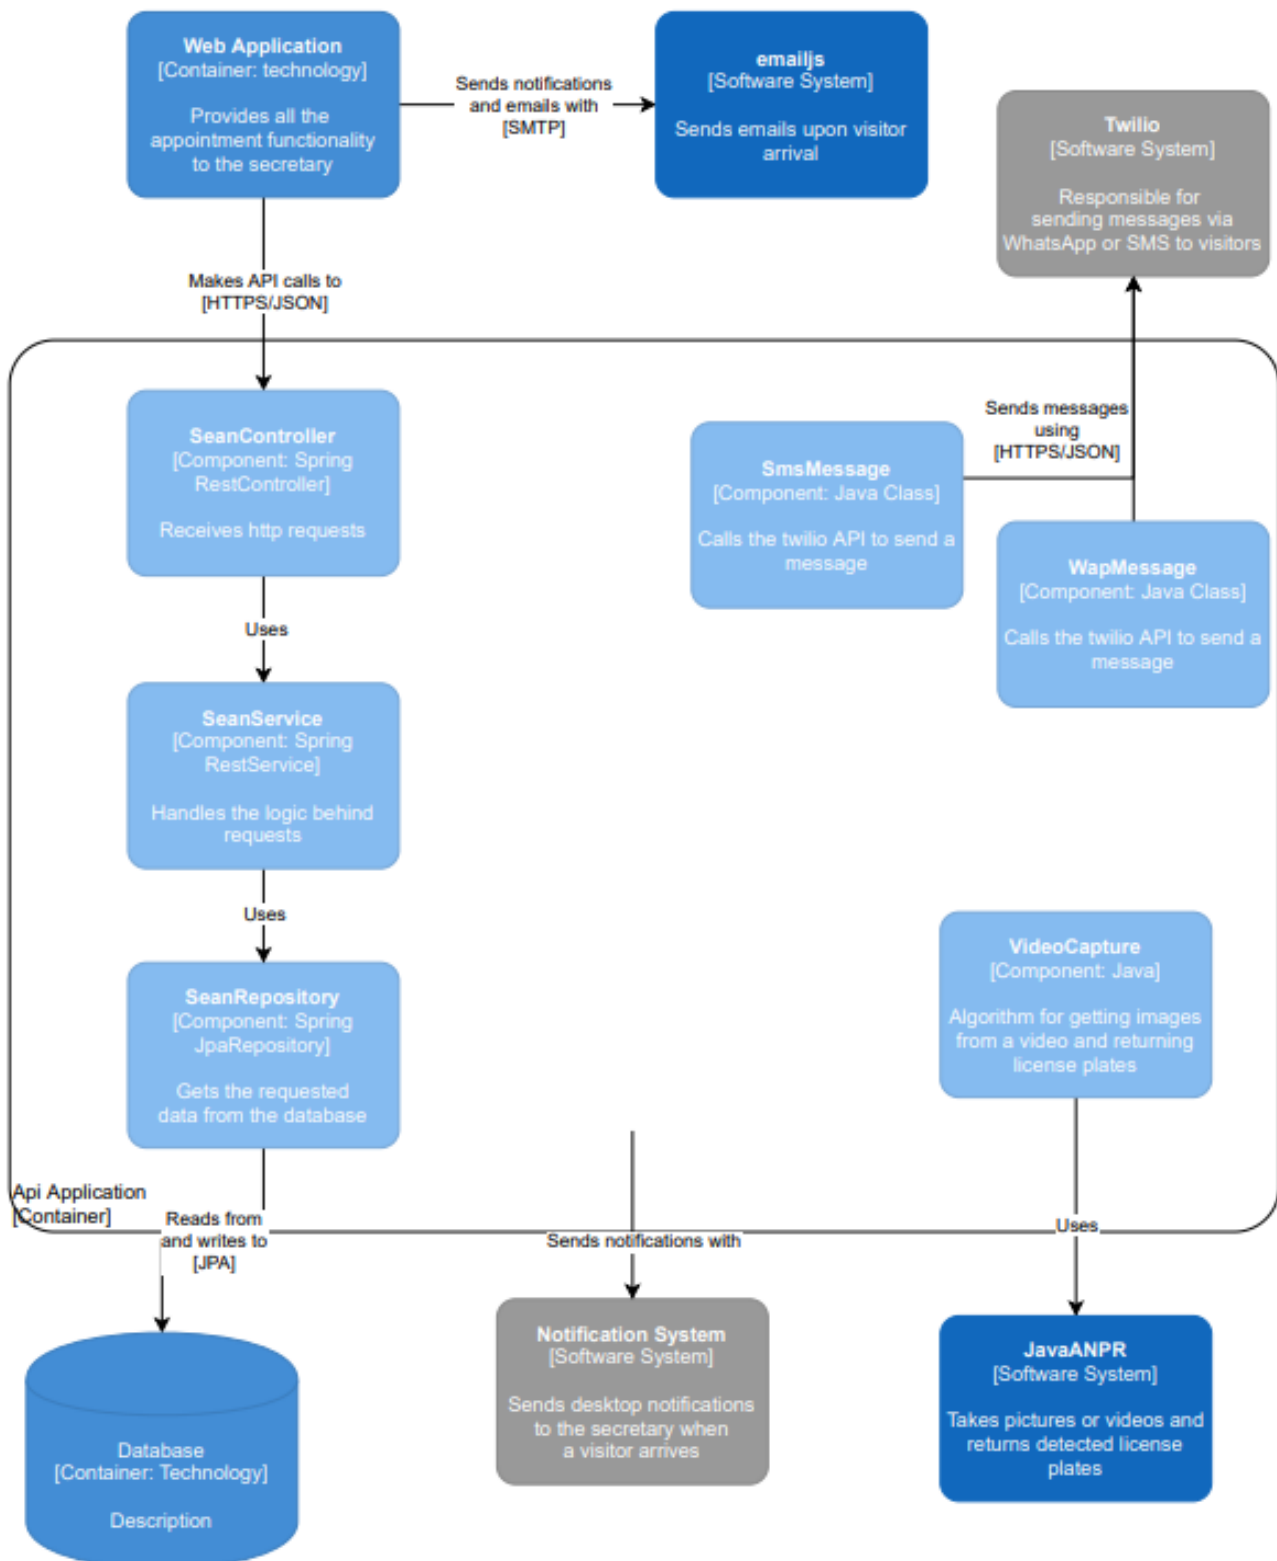 Web Application
[Container: technology]
Provides all the
appointment functionality
to the secretary
Sends notifications
and emails with
[SMTP]
emailjs
[Software System]
Sends emails upon visitor
arrival
Twilio
[Software System]
Responsible for
sending messages via
WhatsApp or SMS to visitors
Makes API calls to
[HTTPS/JSON]
SeanController
[Component: Spring
RestController]
Receives http requests
Sends messages
using
[HTTPS/JSON]
SmsMessage
[Component: Java Class]
Calls the twilio API to send a
message
WapMessage
[Component: Java Class]
Calls the twilio API to send a
message
Uses
SeanService
[Component: Spring
RestService]
Handles the logic behind
requests
Uses
SeanRepository
[Component: Spring
JpaRepository]
Gets the requested
data from the database
VideoCapture
[Component: Java]
Algorithm for getting images
from a video and returning
license plates
Api Application
[Container]
Reads from
and writes to
[JPA]
Sends notifications with
Uses
Database
[Container: Technology]
Description
Notification System
[Software System]
Sends desktop notifications
to the secretary when
a visitor arrives
JavaANPR
[Software System]
Takes pictures or videos and
returns detected license
plates